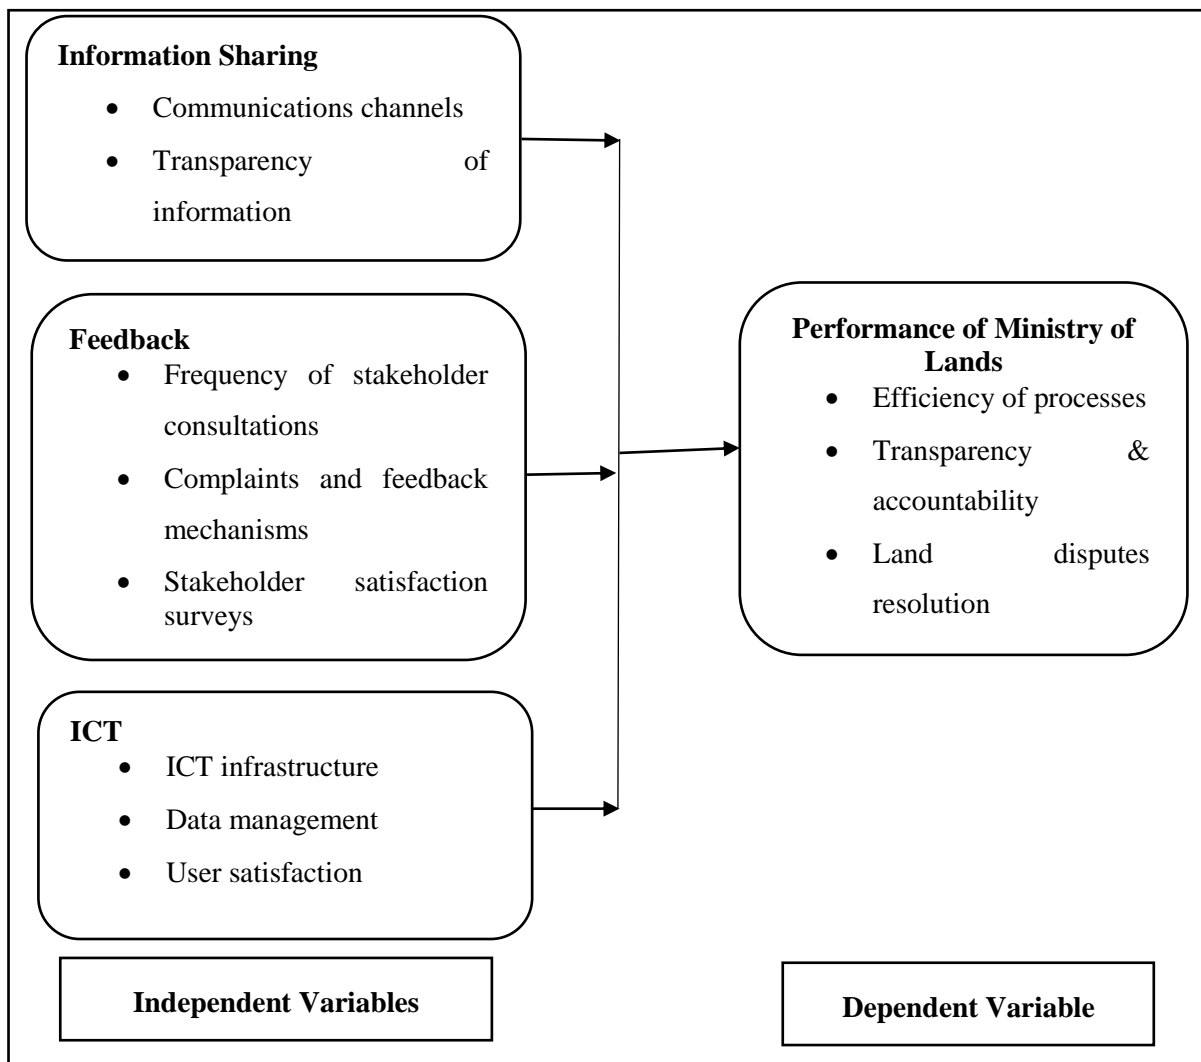 Information Sharing
• Communications channels
• Transparency of
information
Feedback
• Frequency of stakeholder
consultations
• Complaints and feedback
mechanisms
• Stakeholder satisfaction
surveys
ICT
• ICT infrastructure
• Data management
• User satisfaction
Independent Variables
Performance of Ministry of
Lands
• Efficiency of processes
• Transparency &
accountability
• Land disputes
resolution
Dependent Variable